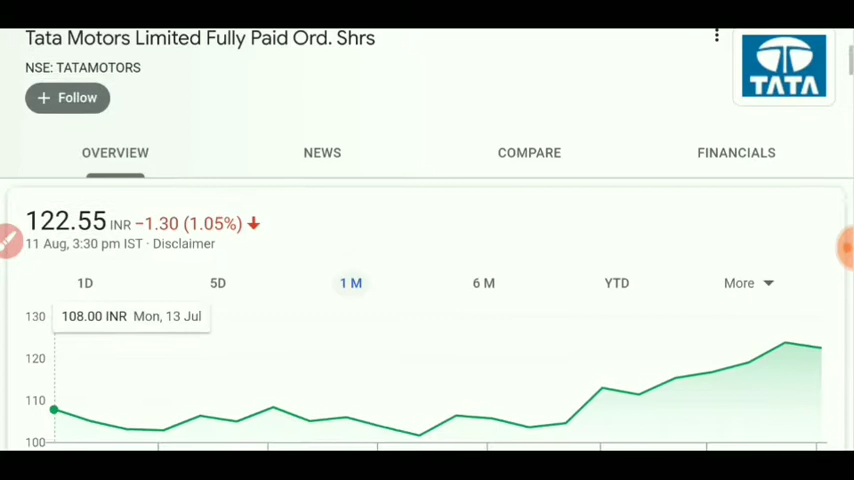 Tata Motors Limited Fully Paid Ord. Shrs
NSE: TATAMOTORS
+ Follow
TATA
OVERVIEW NEWS COMPARE FINANCIALS
122.55 INR −1.30 (1.05%) ↓
11 Aug, 3:30 pm IST · Disclaimer
1D 5D 1 M 6 M YTD More
130
108.00 INR Mon, 13 Jul
120
110
100